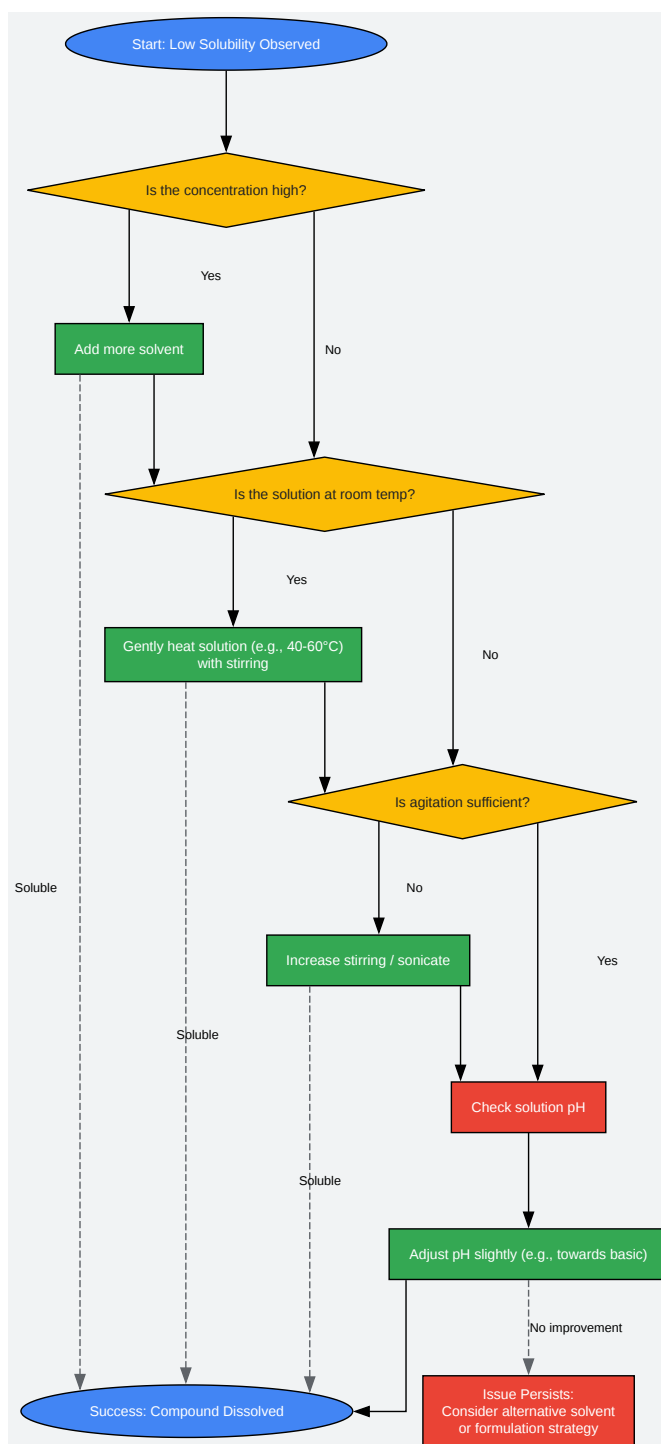 Start: Low Solubility Observed
Is the concentration high?
Yes
Add more solvent
No
Is the solution at room temp?
Yes
Gently heat solution (e.g., 40-60°C)
with stirring
No
Is agitation sufficient?
Soluble
No
Increase stirring / sonicate
Yes
Soluble
Check solution pH
Soluble
Adjust pH slightly (e.g., towards basic)
No improvement
Success: Compound Dissolved
Issue Persists:
Consider alternative solvent
or formulation strategy